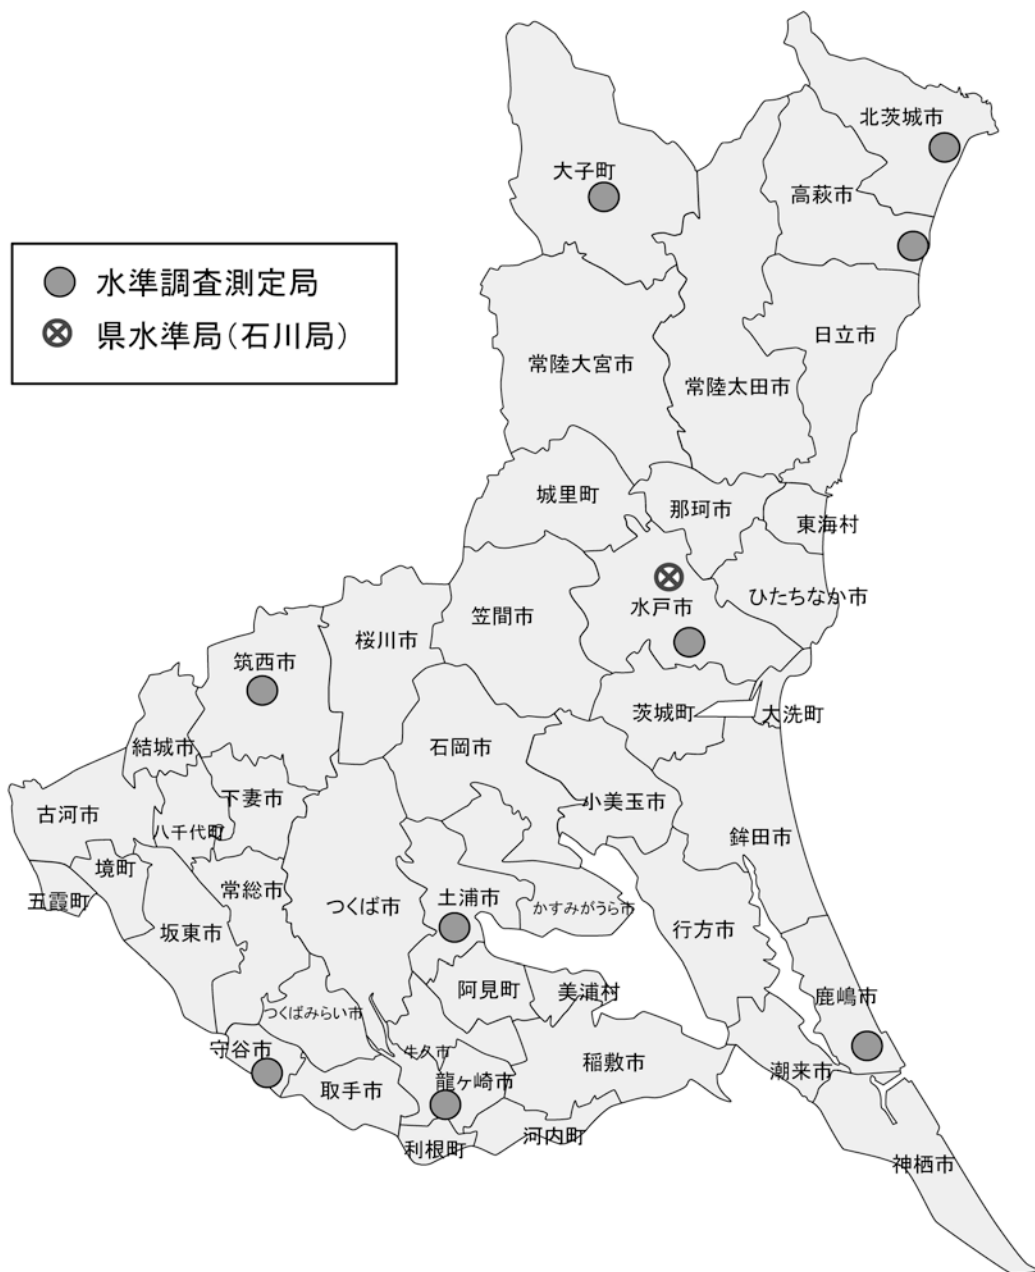 北茨城市
大子町
高萩市
水準調査測定局
県水準局（石川局）
日立市
常陸大宮市
常陸太田市
城里町
那珂市
東海村
ひたちなか市
水戸市
笠間市
桜川市
筑西市
茨城町
大洗町
結城市
石岡市
下妻市
小美玉市
古河市
八千代町
鉾田市
境町
五霞町
常総市
つくば市
土浦市
かすみがうら市
坂東市
行方市
阿見町
美浦村
鹿嶋市
つくばみらい市
守谷市
牛久市
稲敷市
取手市
龍ヶ崎市
潮来市
利根町
河内町
神栖市